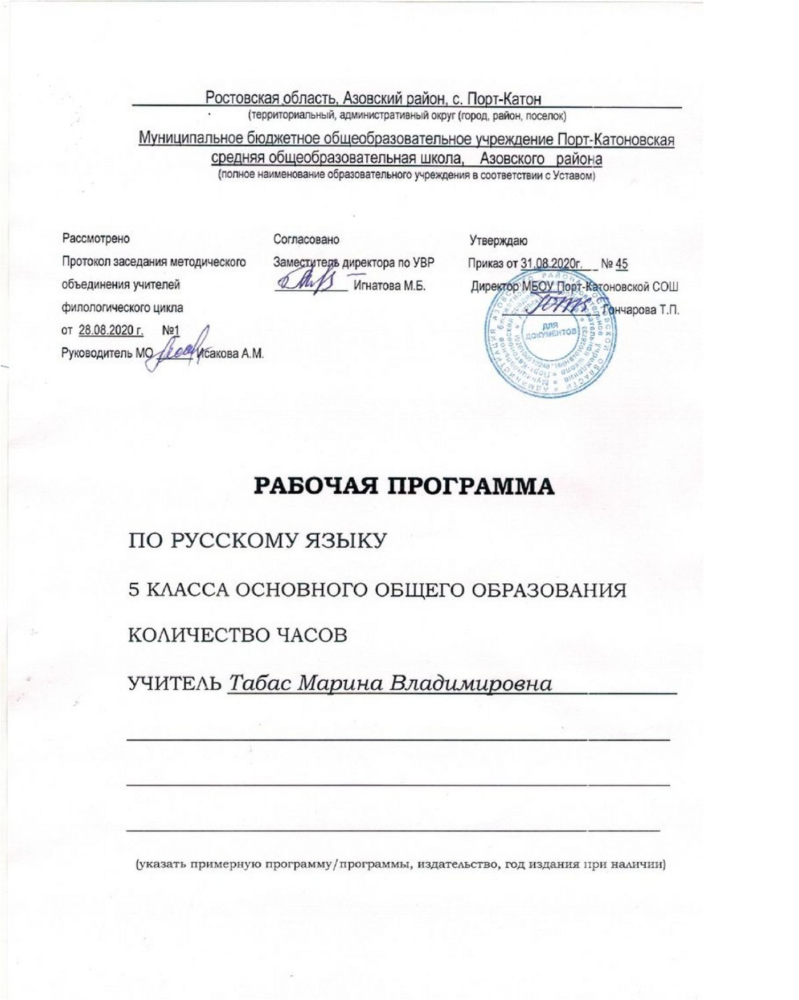 Ростовская область, Азовский район, с. Порт-Катон
(территориальный, административный округ (город, район, поселок)
Муниципальное бюджетное общеобразовательное учреждение Порт-Катоновская
средняя общеобразовательная школа, Азовского района
(полное наименование образовательного учреждения в соответствии с Уставом)
Рассмотрено
Протокол заседания методического
объединения учителей
филологического цикла
от 28.08.2020 г. №1
Руководитель МО Исакова А.М.
Согласовано
Заместитель директора по УВР
Игнатова М.Б.
Утверждаю
Приказ от 31.08.2020г. № 45
Директор МБОУ Порт-Катоновской СОШ
Гончарова Т.П.
ДЛЯ
ДОКУМЕНТОВ
РАБОЧАЯ ПРОГРАММА
ПО РУССКОМУ ЯЗЫКУ
5 КЛАССА ОСНОВНОГО ОБЩЕГО ОБРАЗОВАНИЯ
КОЛИЧЕСТВО ЧАСОВ
УЧИТЕЛЬ Табас Марина Владимировна
(указать примерную программу/программы, издательство, год издания при наличии)